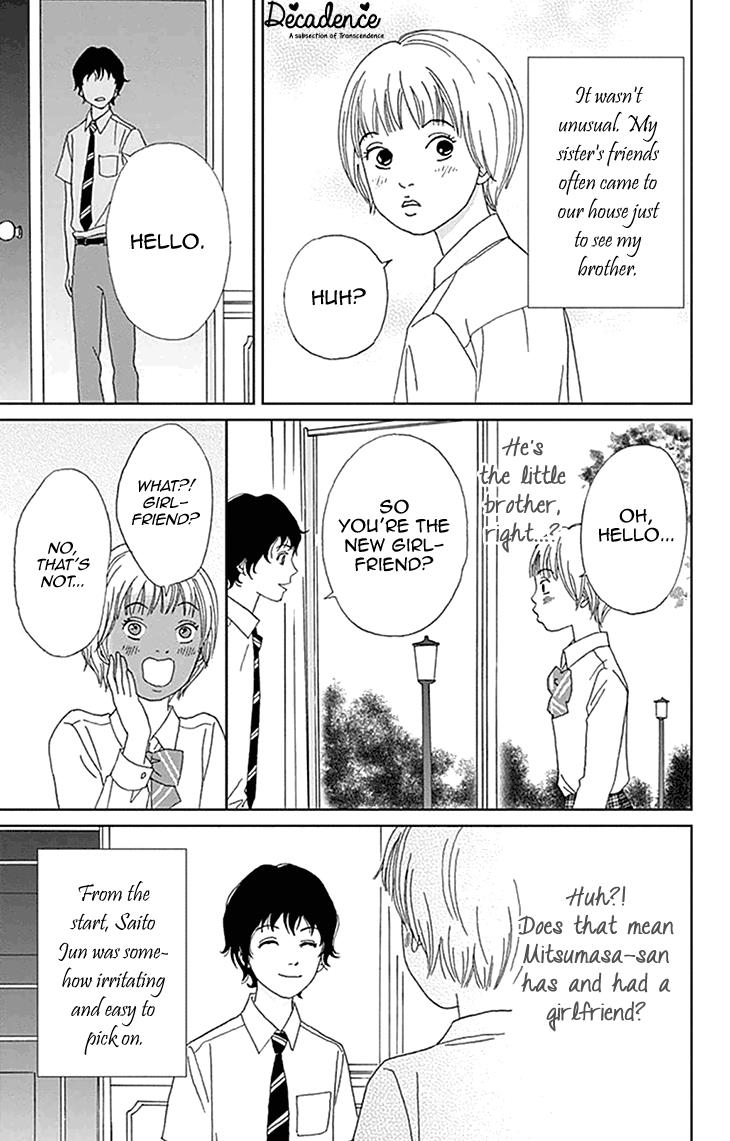 Decadence
A subsection of Transcendence
It wasn't
unusual. My
sister's friends
often came to
our house just
to see my
brother.
HUH?
HELLO.
OH,
HELLO...
He's
the little
brother,
right...?
SO
YOU'RE THE
NEW GIRL-
FRIEND?
WHAT?!
GIRL-
FRIEND?
NO,
THAT'S
NOT...
Huh?!
Does that mean
Mitsumasa-san
has and had a
girlfriend?
From the
start, Saito
Jun was some-
how irritating
and easy to
pick on.